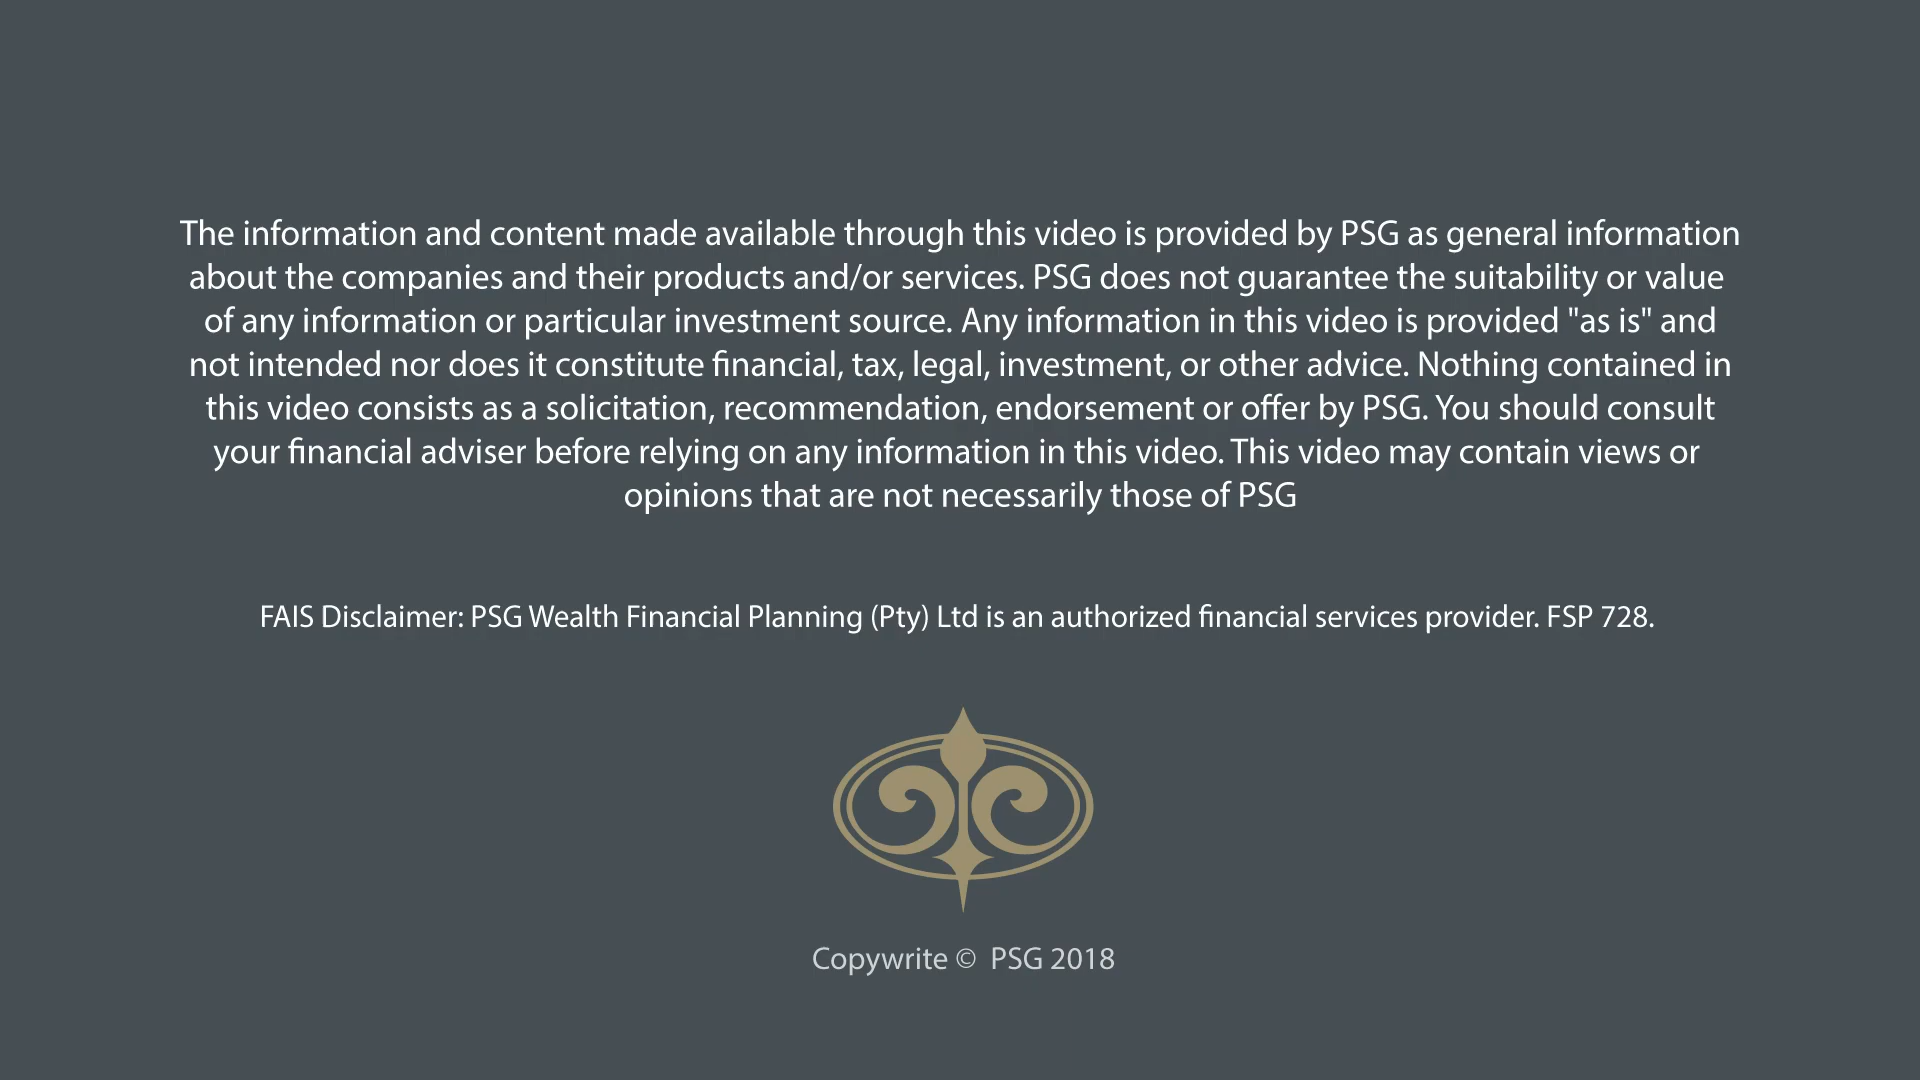 The information and content made available through this video is provided by PSG as general information
about the companies and their products and/or services. PSG does not guarantee the suitability or value
of any information or particular investment source. Any information in this video is provided "as is" and
not intended nor does it constitute financial, tax, legal, investment, or other advice. Nothing contained in
this video consists as a solicitation, recommendation, endorsement or offer by PSG. You should consult
your financial adviser before relying on any information in this video. This video may contain views or
opinions that are not necessarily those of PSG
FAIS Disclaimer: PSG Wealth Financial Planning (Pty) Ltd is an authorized financial services provider. FSP 728.
Copywrite © PSG 2018